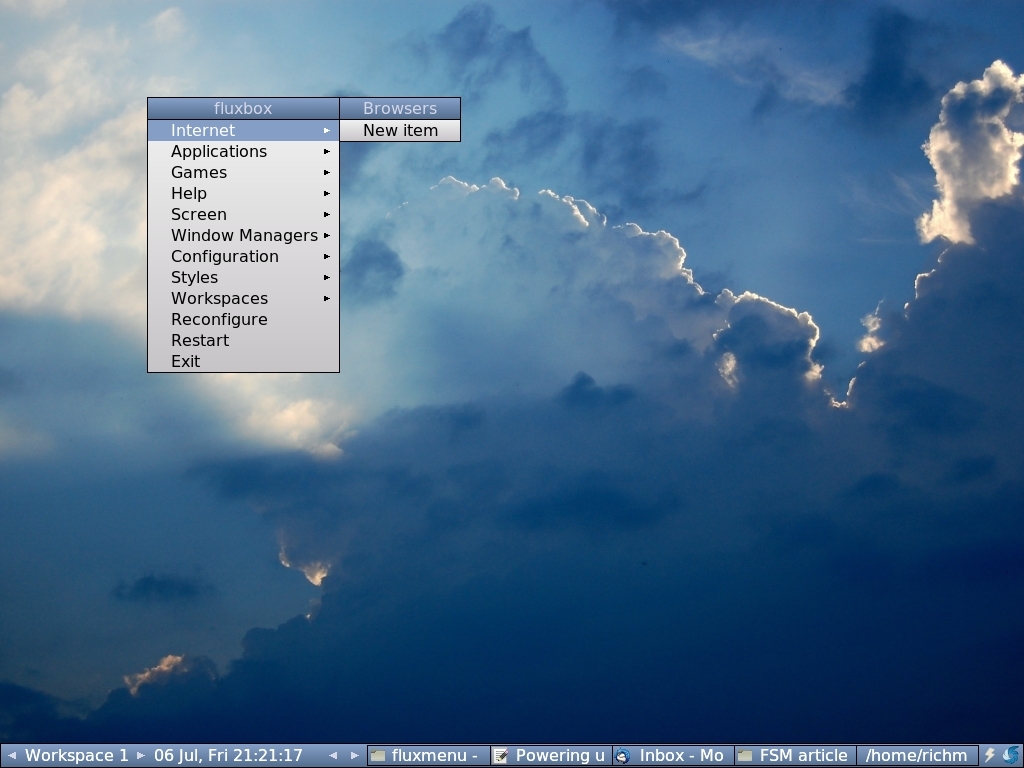 fluxbox
Internet
Applications
Games
Help
Screen
Window Managers
Configuration
Styles
Workspaces
Reconfigure
Restart
Exit
Browsers
New item
Workspace 1 06 Jul, Fri 21:21:17 fluxmenu - Powering u Inbox - Mo FSM article /home/richm